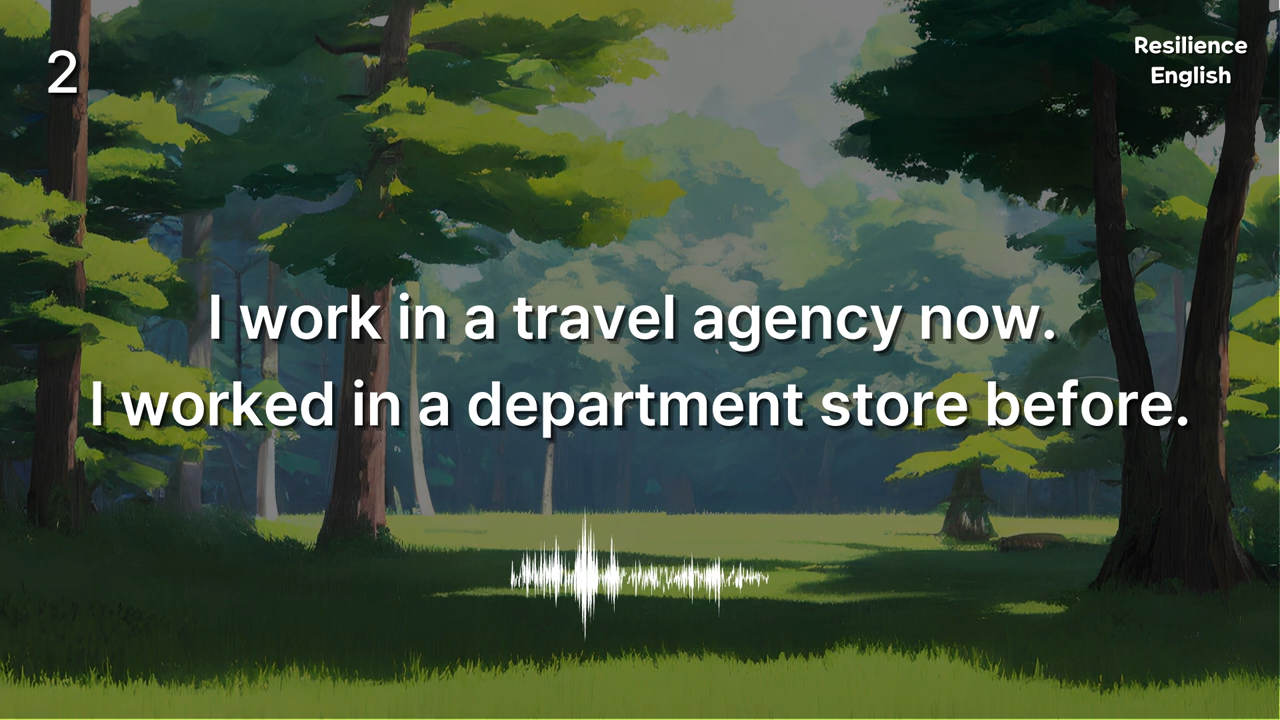 2
Resilience
English
I work in a travel agency now.
I worked in a department store before.